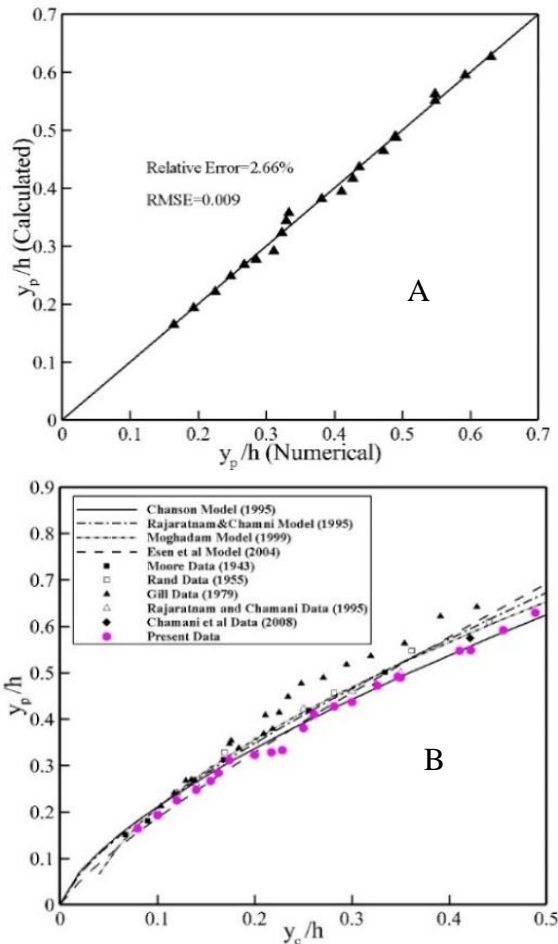 0.7
0.6
0.5
0.4
0.3
0.2
0.1
0
yp/h (Calculated)
Relative Error=2.66%
RMSE=0.009
A
0 0.1 0.2 0.3 0.4 0.5 0.6 0.7
yp/h (Numerical)
0.9
0.8
0.7
0.6
0.5
0.4
0.3
0.2
0.1
0
yp/h
Chanson Model (1995)
Rajaratnam&Chamni Model (1995)
Moghadam Model (1999)
Esen et al Model (2004)
Moore Data (1943)
Rand Data (1955)
Gill Data (1979)
Rajaratnam and Chamani Data (1995)
Chamani et al Data (2008)
Present Data
B
0 0.1 0.2 0.3 0.4 0.5
yc/h